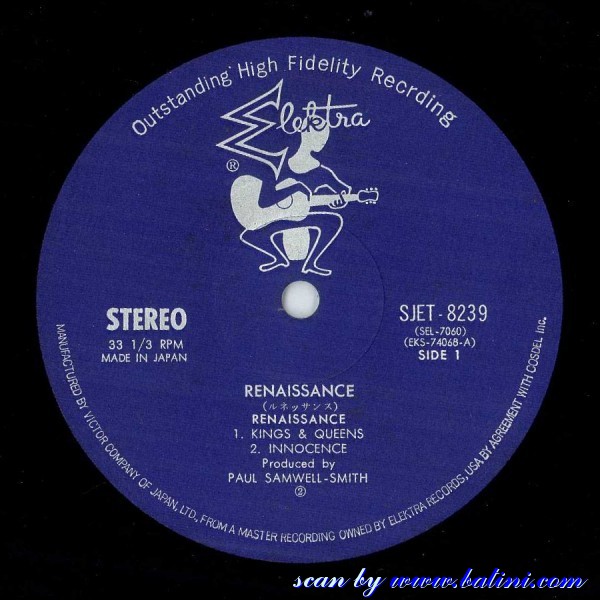 Outstanding High Fidelity Recrding
Elektra
®
STEREO
33 1/3 RPM
MADE IN JAPAN
SJET-8239
(SEL-7060)
(EKS-74068-A)
SIDE 1
RENAISSANCE
(ルネッサンス)
RENAISSANCE
1. KINGS & QUEENS
2. INNOCENCE
Produced by
PAUL SAMWELL-SMITH
②
MANUFACTURED BY VICTOR COMPANY OF JAPAN, LTD., FROM A MASTER RECORDING OWNED BY ELEKTRA RECORDS, USA BY AGREEMENT WITH COSDEL Inc.
scan by www.batini.com